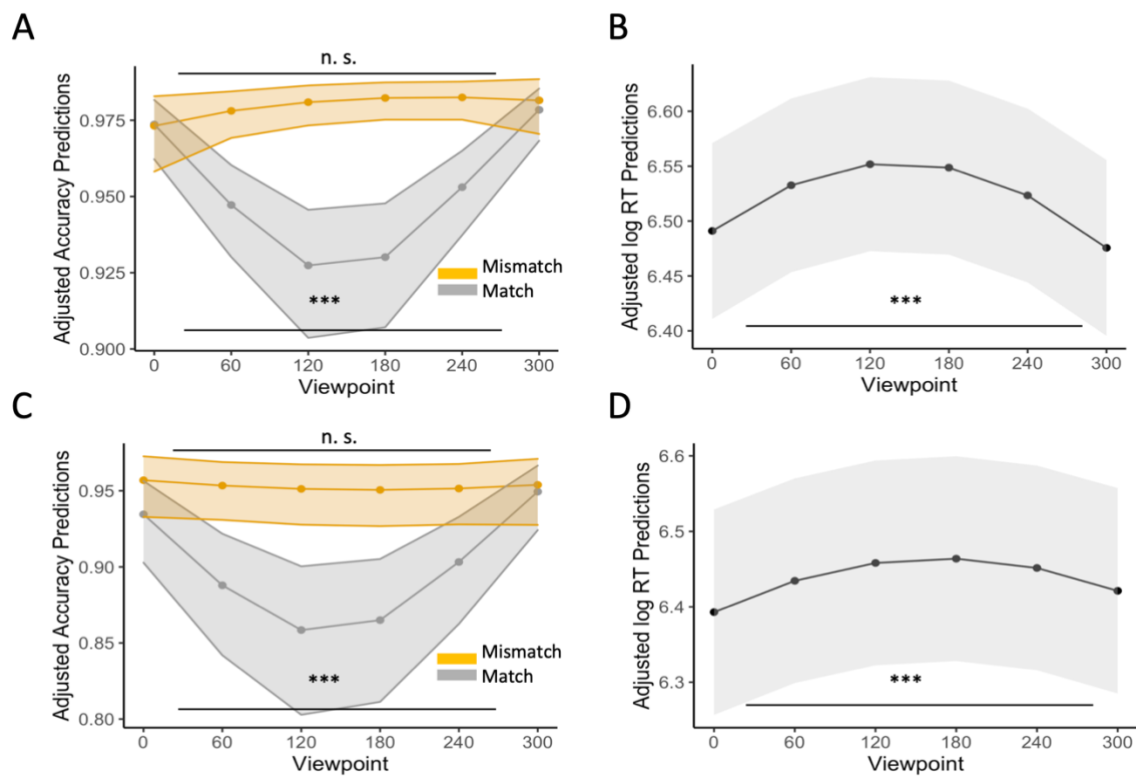 A
n. s.
Adjusted Accuracy Predictions
0.975
0.950
0.925
0.900
Mismatch
Match
***
0 60 120 180 240 300
Viewpoint
B
Adjusted log RT Predictions
6.60
6.55
6.50
6.45
6.40
***
0 60 120 180 240 300
Viewpoint
C
n. s.
Adjusted Accuracy Predictions
0.95
0.90
0.85
0.80
Mismatch
Match
***
0 60 120 180 240 300
Viewpoint
D
Adjusted log RT Predictions
6.6
6.5
6.4
6.3
***
0 60 120 180 240 300
Viewpoint